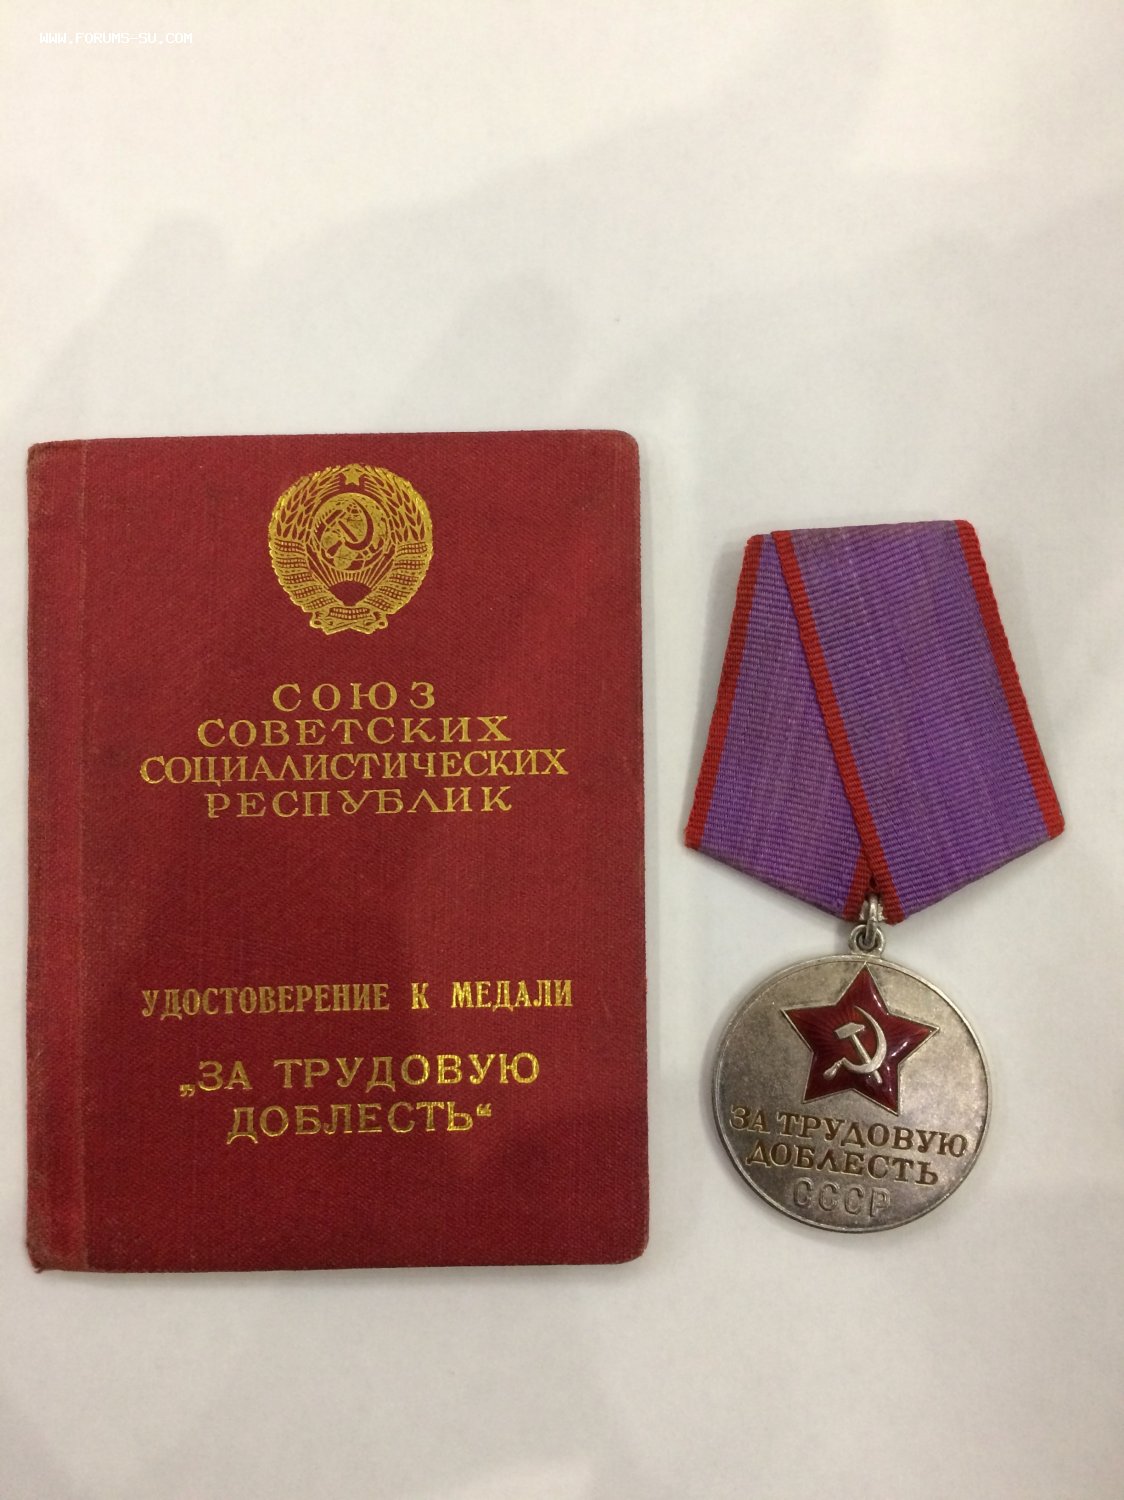 WWW.FORUMS-SU.COM
СОЮЗ
СОВЕТСКИХ
СОЦИАЛИСТИЧЕСКИХ
РЕСПУБЛИК
УДОСТОВЕРЕНИЕ К МЕДАЛИ
„ЗА ТРУДОВУЮ
ДОБЛЕСТЬ“
ЗА ТРУДОВУЮ
ДОБЛЕСТЬ
СССР